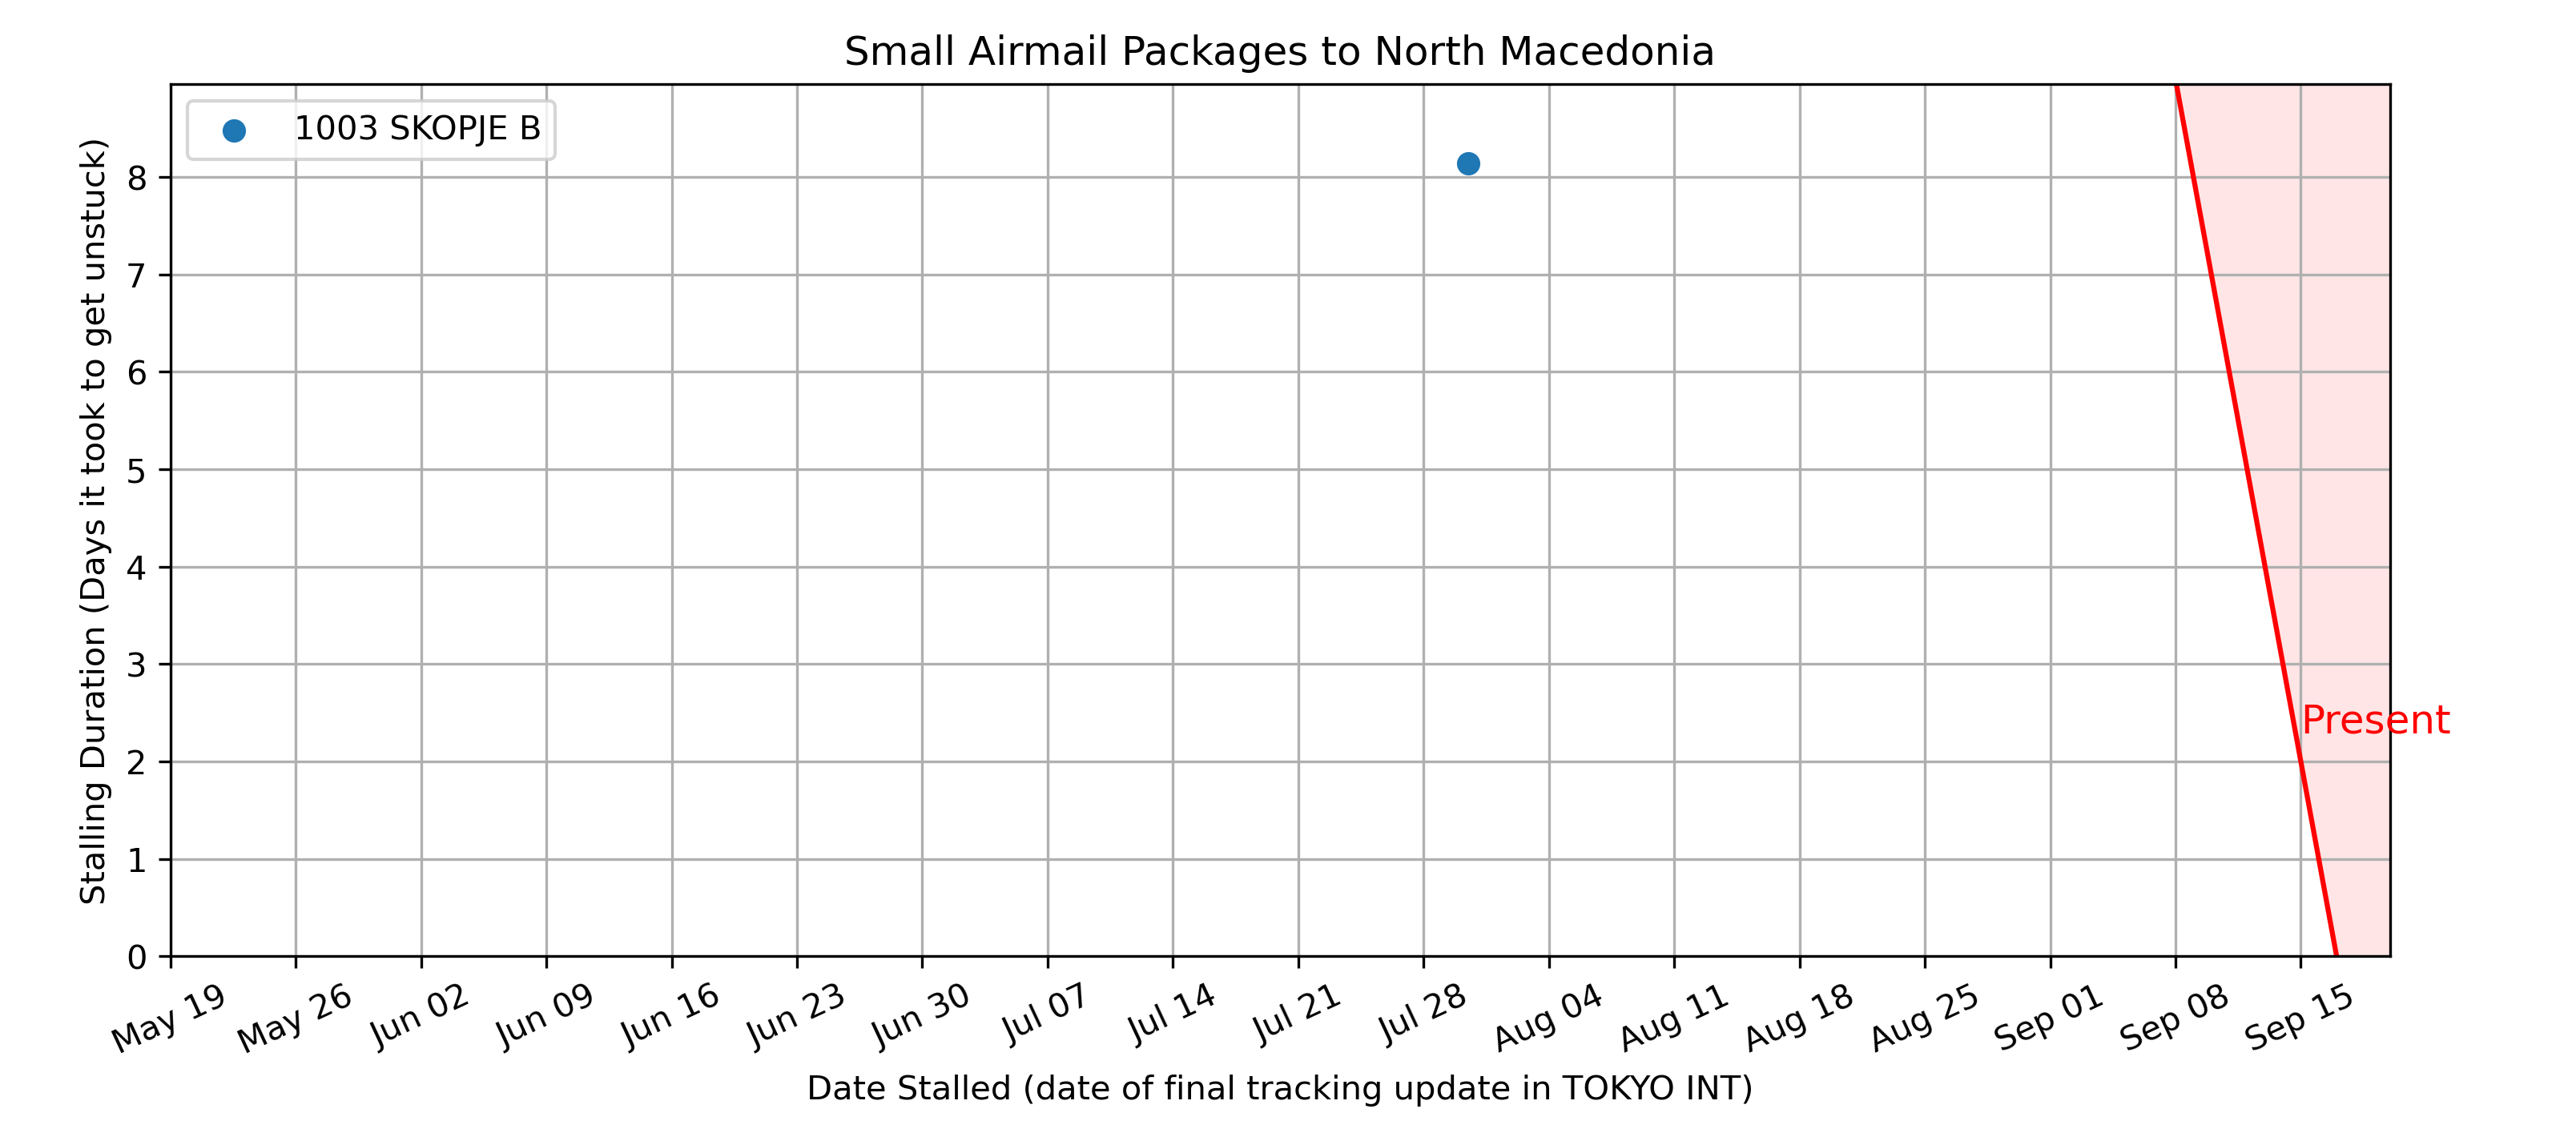 Small Airmail Packages to North Macedonia
1003 SKOPJE B
Stalling Duration (Days it took to get unstuck)
8
7
6
5
4
3
2
1
0
Present
May 19
May 26
Jun 02
Jun 09
Jun 16
Jun 23
Jun 30
Jul 07
Jul 14
Jul 21
Jul 28
Aug 04
Aug 11
Aug 18
Aug 25
Sep 01
Sep 08
Sep 15
Date Stalled (date of final tracking update in TOKYO INT)